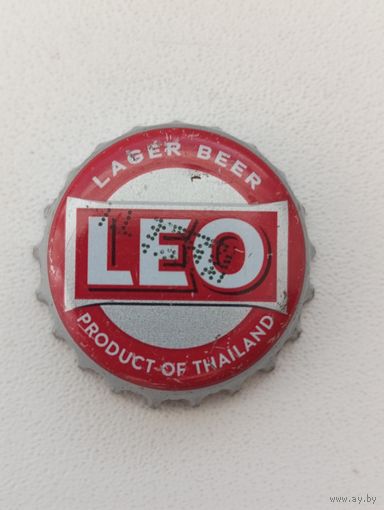 LAGER BEER
LEO
PRODUCT OF THAILAND
www.ay.by